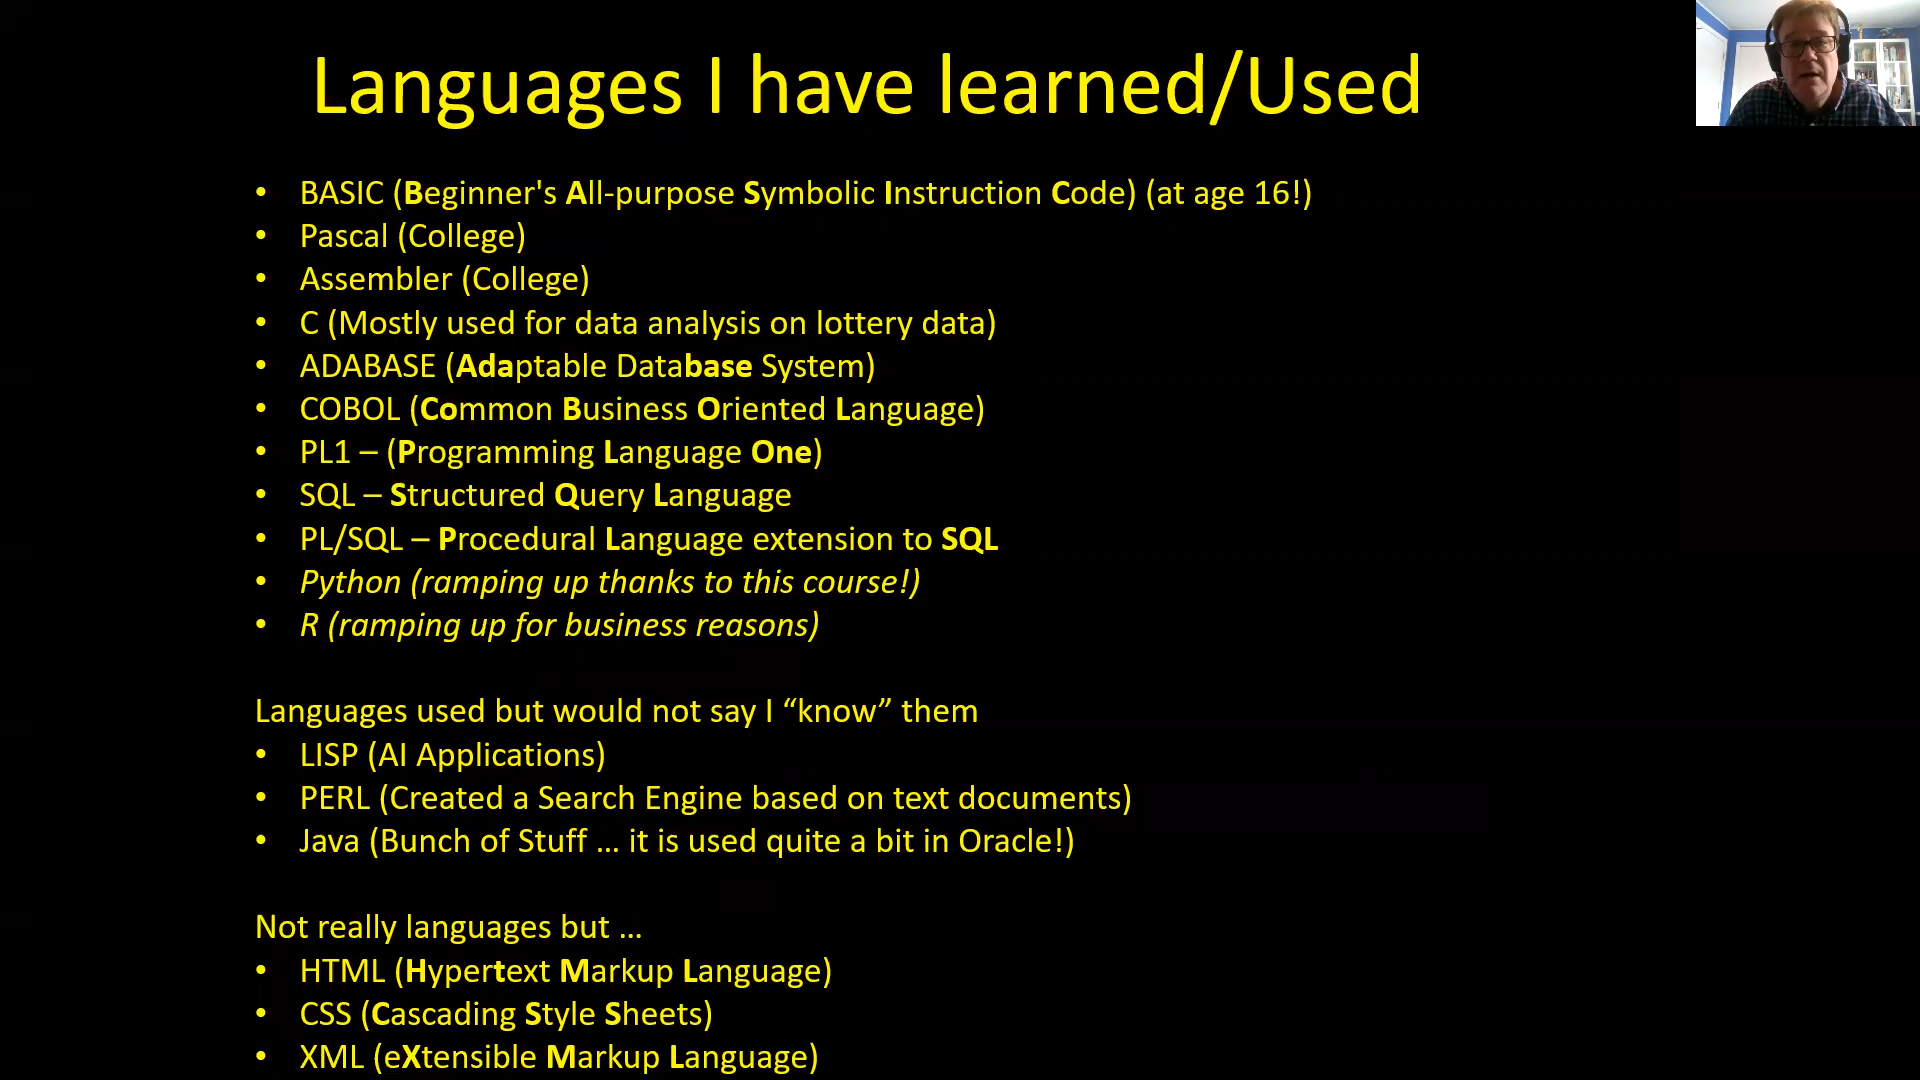 Languages I have learned/Used
• BASIC (Beginner's All-purpose Symbolic Instruction Code) (at age 16!)
• Pascal (College)
• Assembler (College)
• C (Mostly used for data analysis on lottery data)
• ADABASE (Adaptable Database System)
• COBOL (Common Business Oriented Language)
• PL1 – (Programming Language One)
• SQL – Structured Query Language
• PL/SQL – Procedural Language extension to SQL
• Python (ramping up thanks to this course!)
• R (ramping up for business reasons)
Languages used but would not say I “know” them
• LISP (AI Applications)
• PERL (Created a Search Engine based on text documents)
• Java (Bunch of Stuff … it is used quite a bit in Oracle!)
Not really languages but …
• HTML (Hypertext Markup Language)
• CSS (Cascading Style Sheets)
• XML (eXtensible Markup Language)